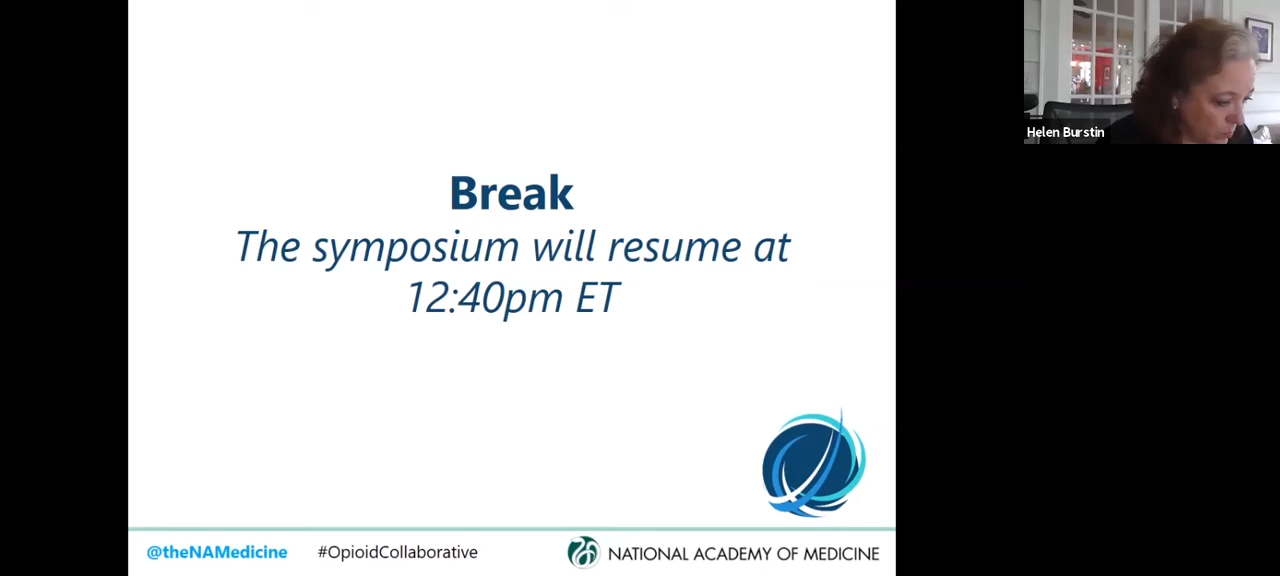 Break
The symposium will resume at
12:40pm ET
Helen Burstin
@theNAMedicine
#OpioidCollaborative
NATIONAL ACADEMY OF MEDICINE